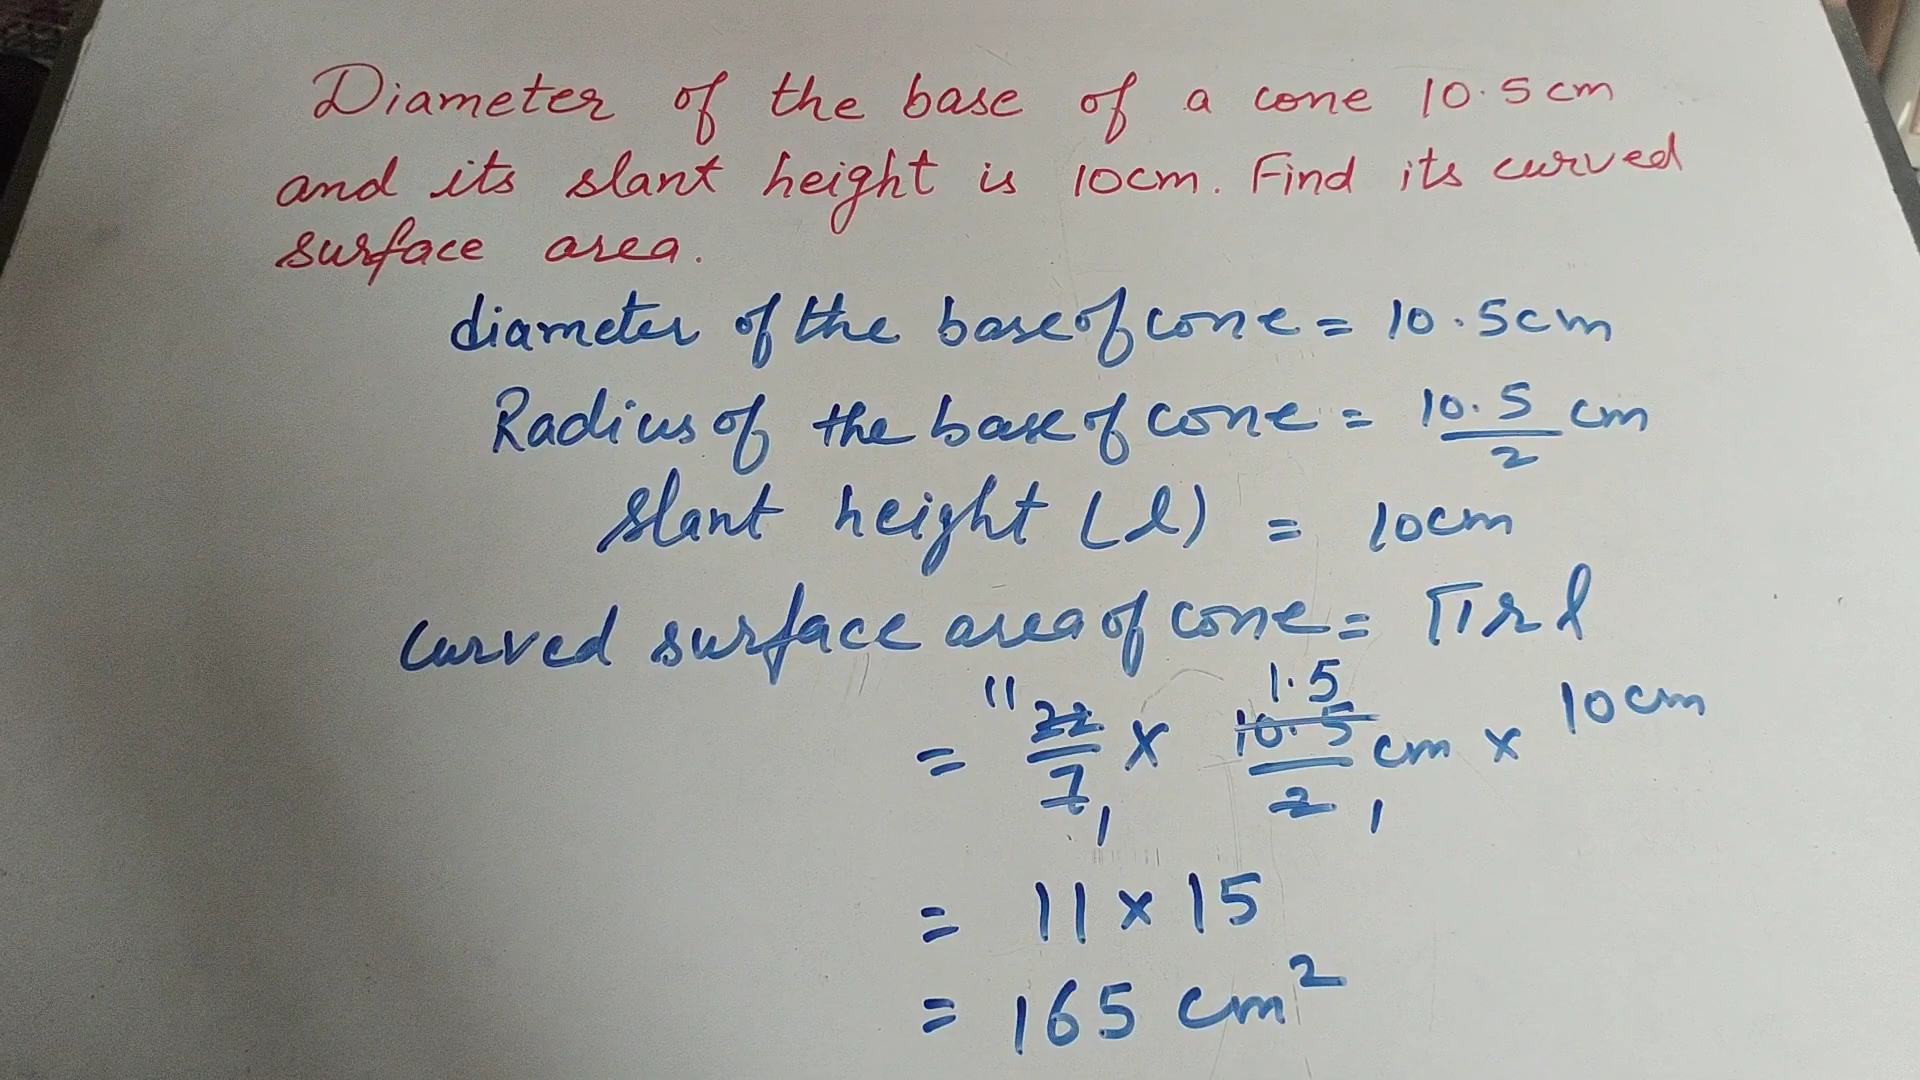 Diameter of the base of a cone 10.5cm
and its slant height is 10cm. Find its curved
surface area.
diameter of the base of cone = 10.5cm
Radius of the base of cone = 10.5/2 cm
Slant height (l) = 10cm
Curved surface area of cone = πrl
11 1.5
= 22/7 × 10.5/2 cm × 10cm
1 1
= 11 × 15
= 165 cm²